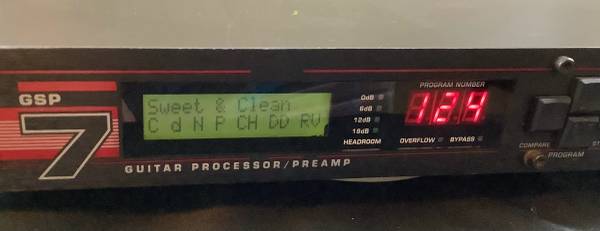 GSP
7
GUITAR PROCESSOR/PREAMP
Sweet & Clean
C d N P CH DD RV
0dB
6dB
12dB
18dB
HEADROOM
PROGRAM NUMBER
124
OVERFLOW
BYPASS
COMPARE
PROGRAM
ST